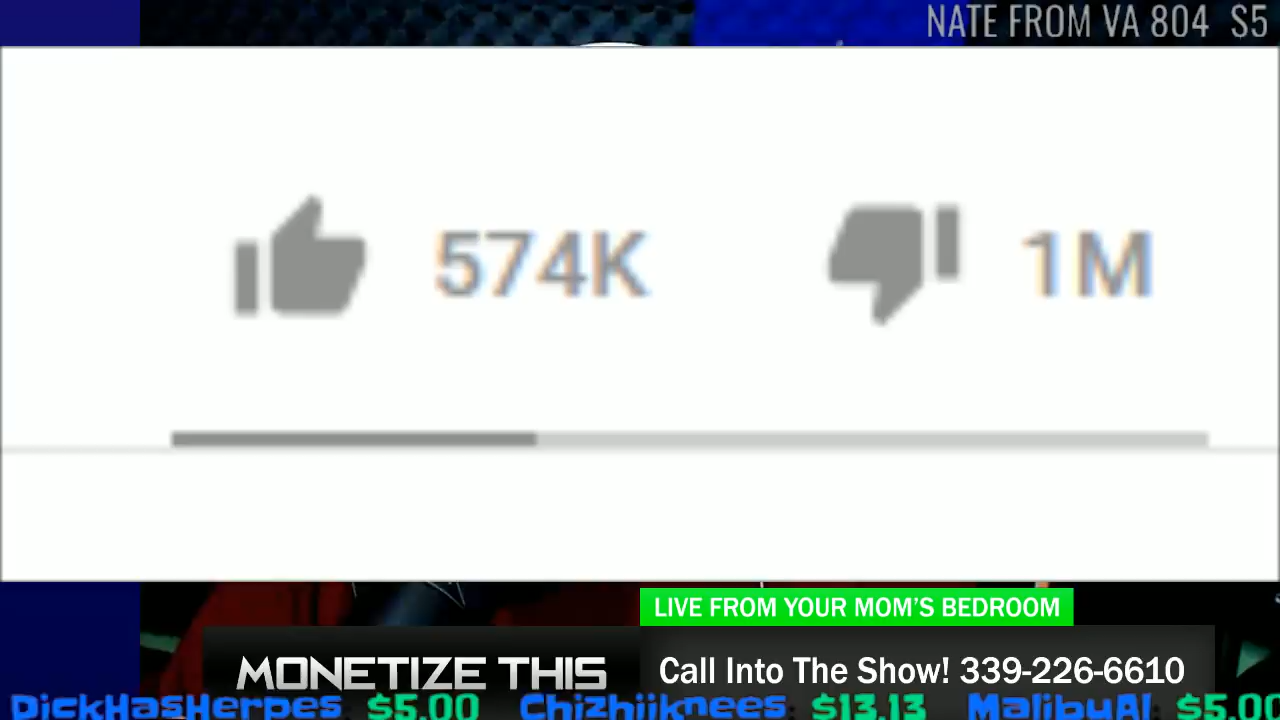 NATE FROM VA 804 S5
574K 1M
LIVE FROM YOUR MOM'S BEDROOM
MONETIZE THIS
Call Into The Show! 339-226-6610
DickHasHerpes $5.00 Chizhiiknees: $13.13 MalibuAl: $5.00